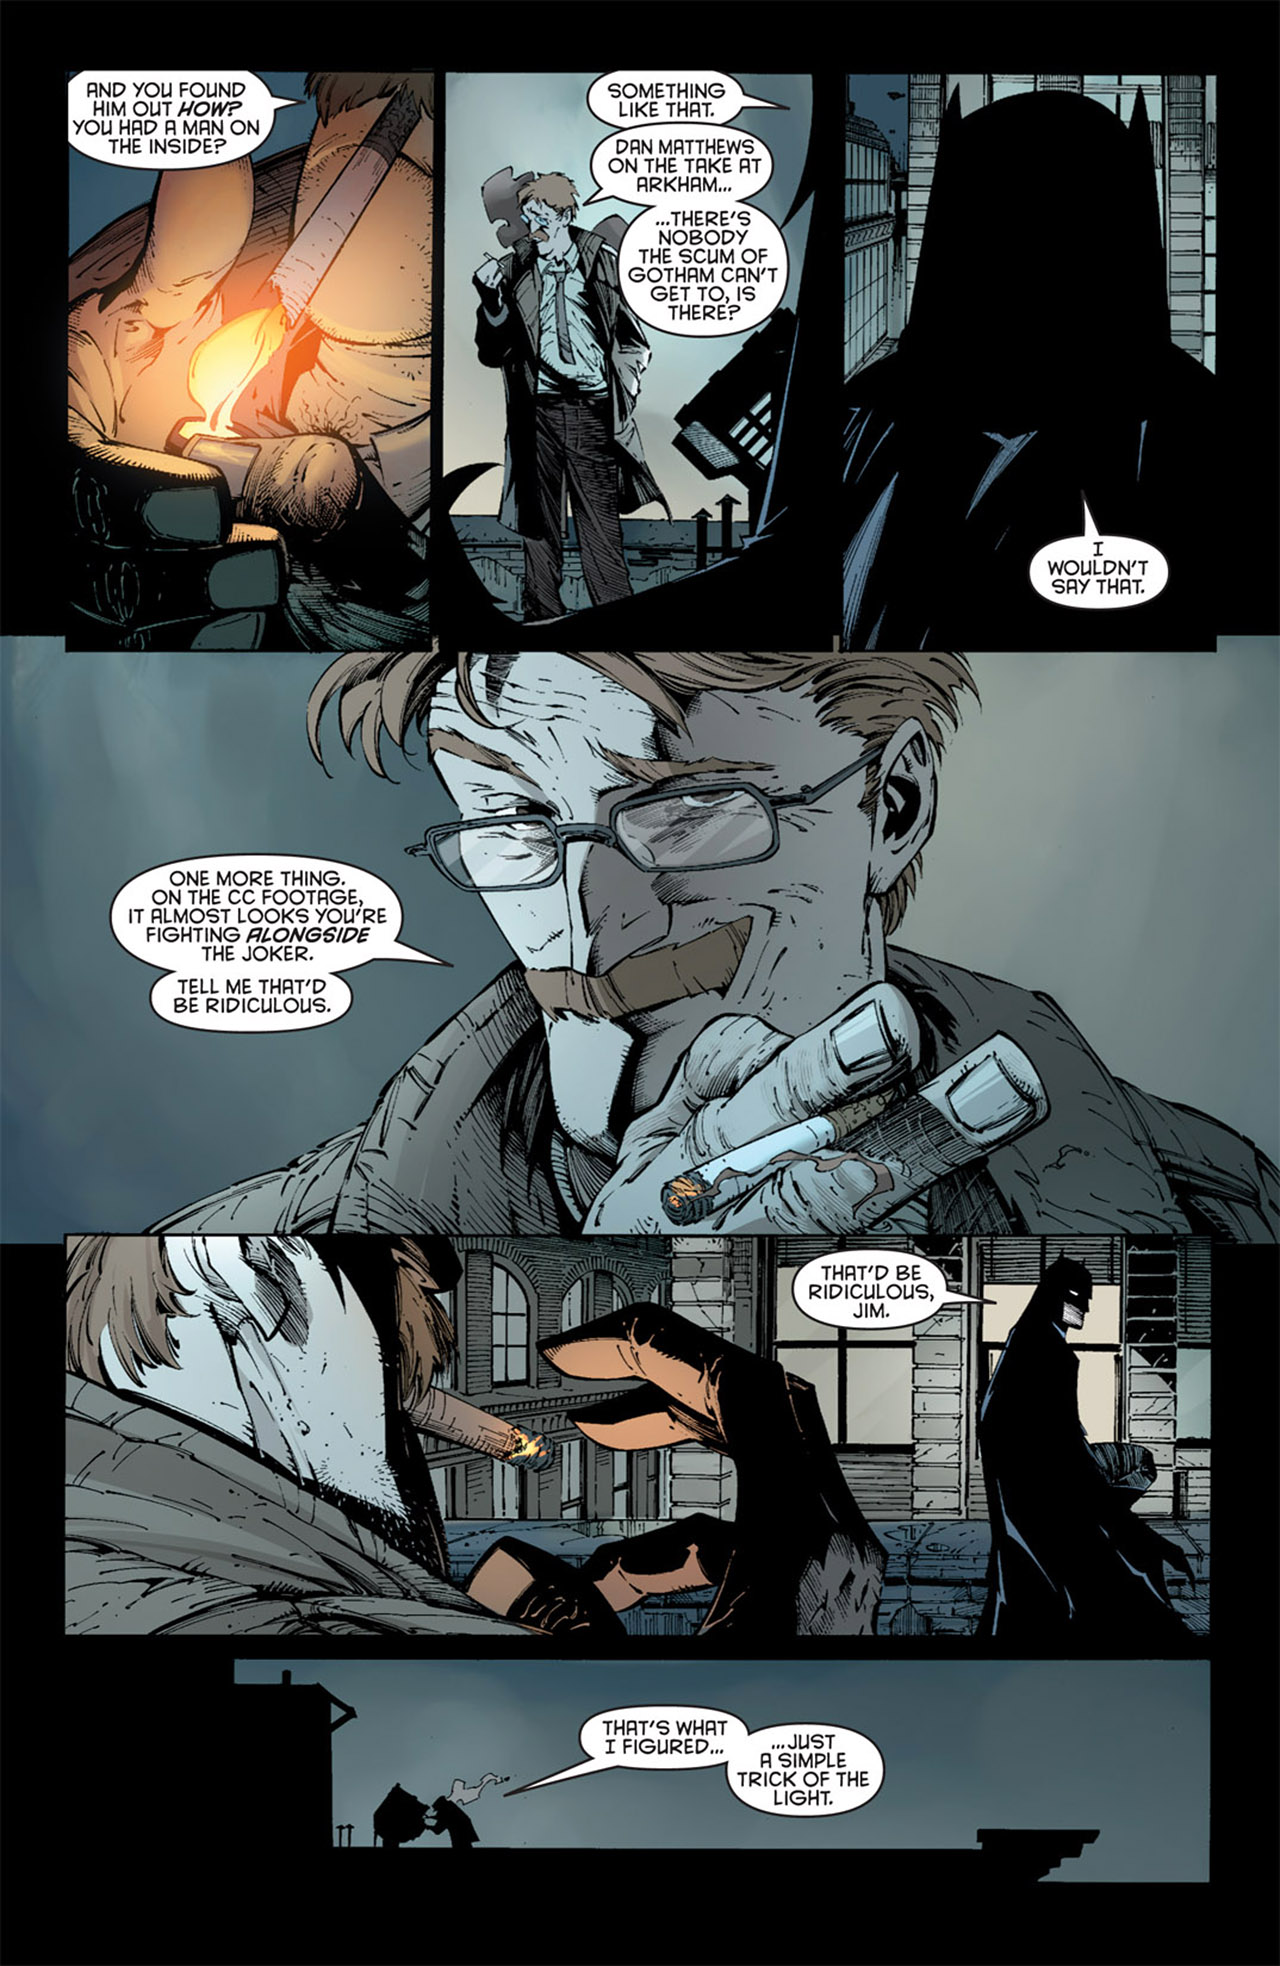 AND YOU FOUND
HIM OUT HOW?
YOU HAD A MAN ON
THE INSIDE?
SOMETHING
LIKE THAT.
DAN MATTHEWS
ON THE TAKE AT
ARKHAM...
...THERE'S
NOBODY
THE SCUM OF
GOTHAM CAN'T
GET TO, IS
THERE?
I
WOULDN'T
SAY THAT.
ONE MORE THING.
ON THE CC FOOTAGE,
IT ALMOST LOOKS YOU'RE
FIGHTING ALONGSIDE
THE JOKER.
TELL ME THAT'D
BE RIDICULOUS.
THAT'D BE
RIDICULOUS,
JIM.
THAT'S WHAT
I FIGURED...
...JUST
A SIMPLE
TRICK OF THE
LIGHT.